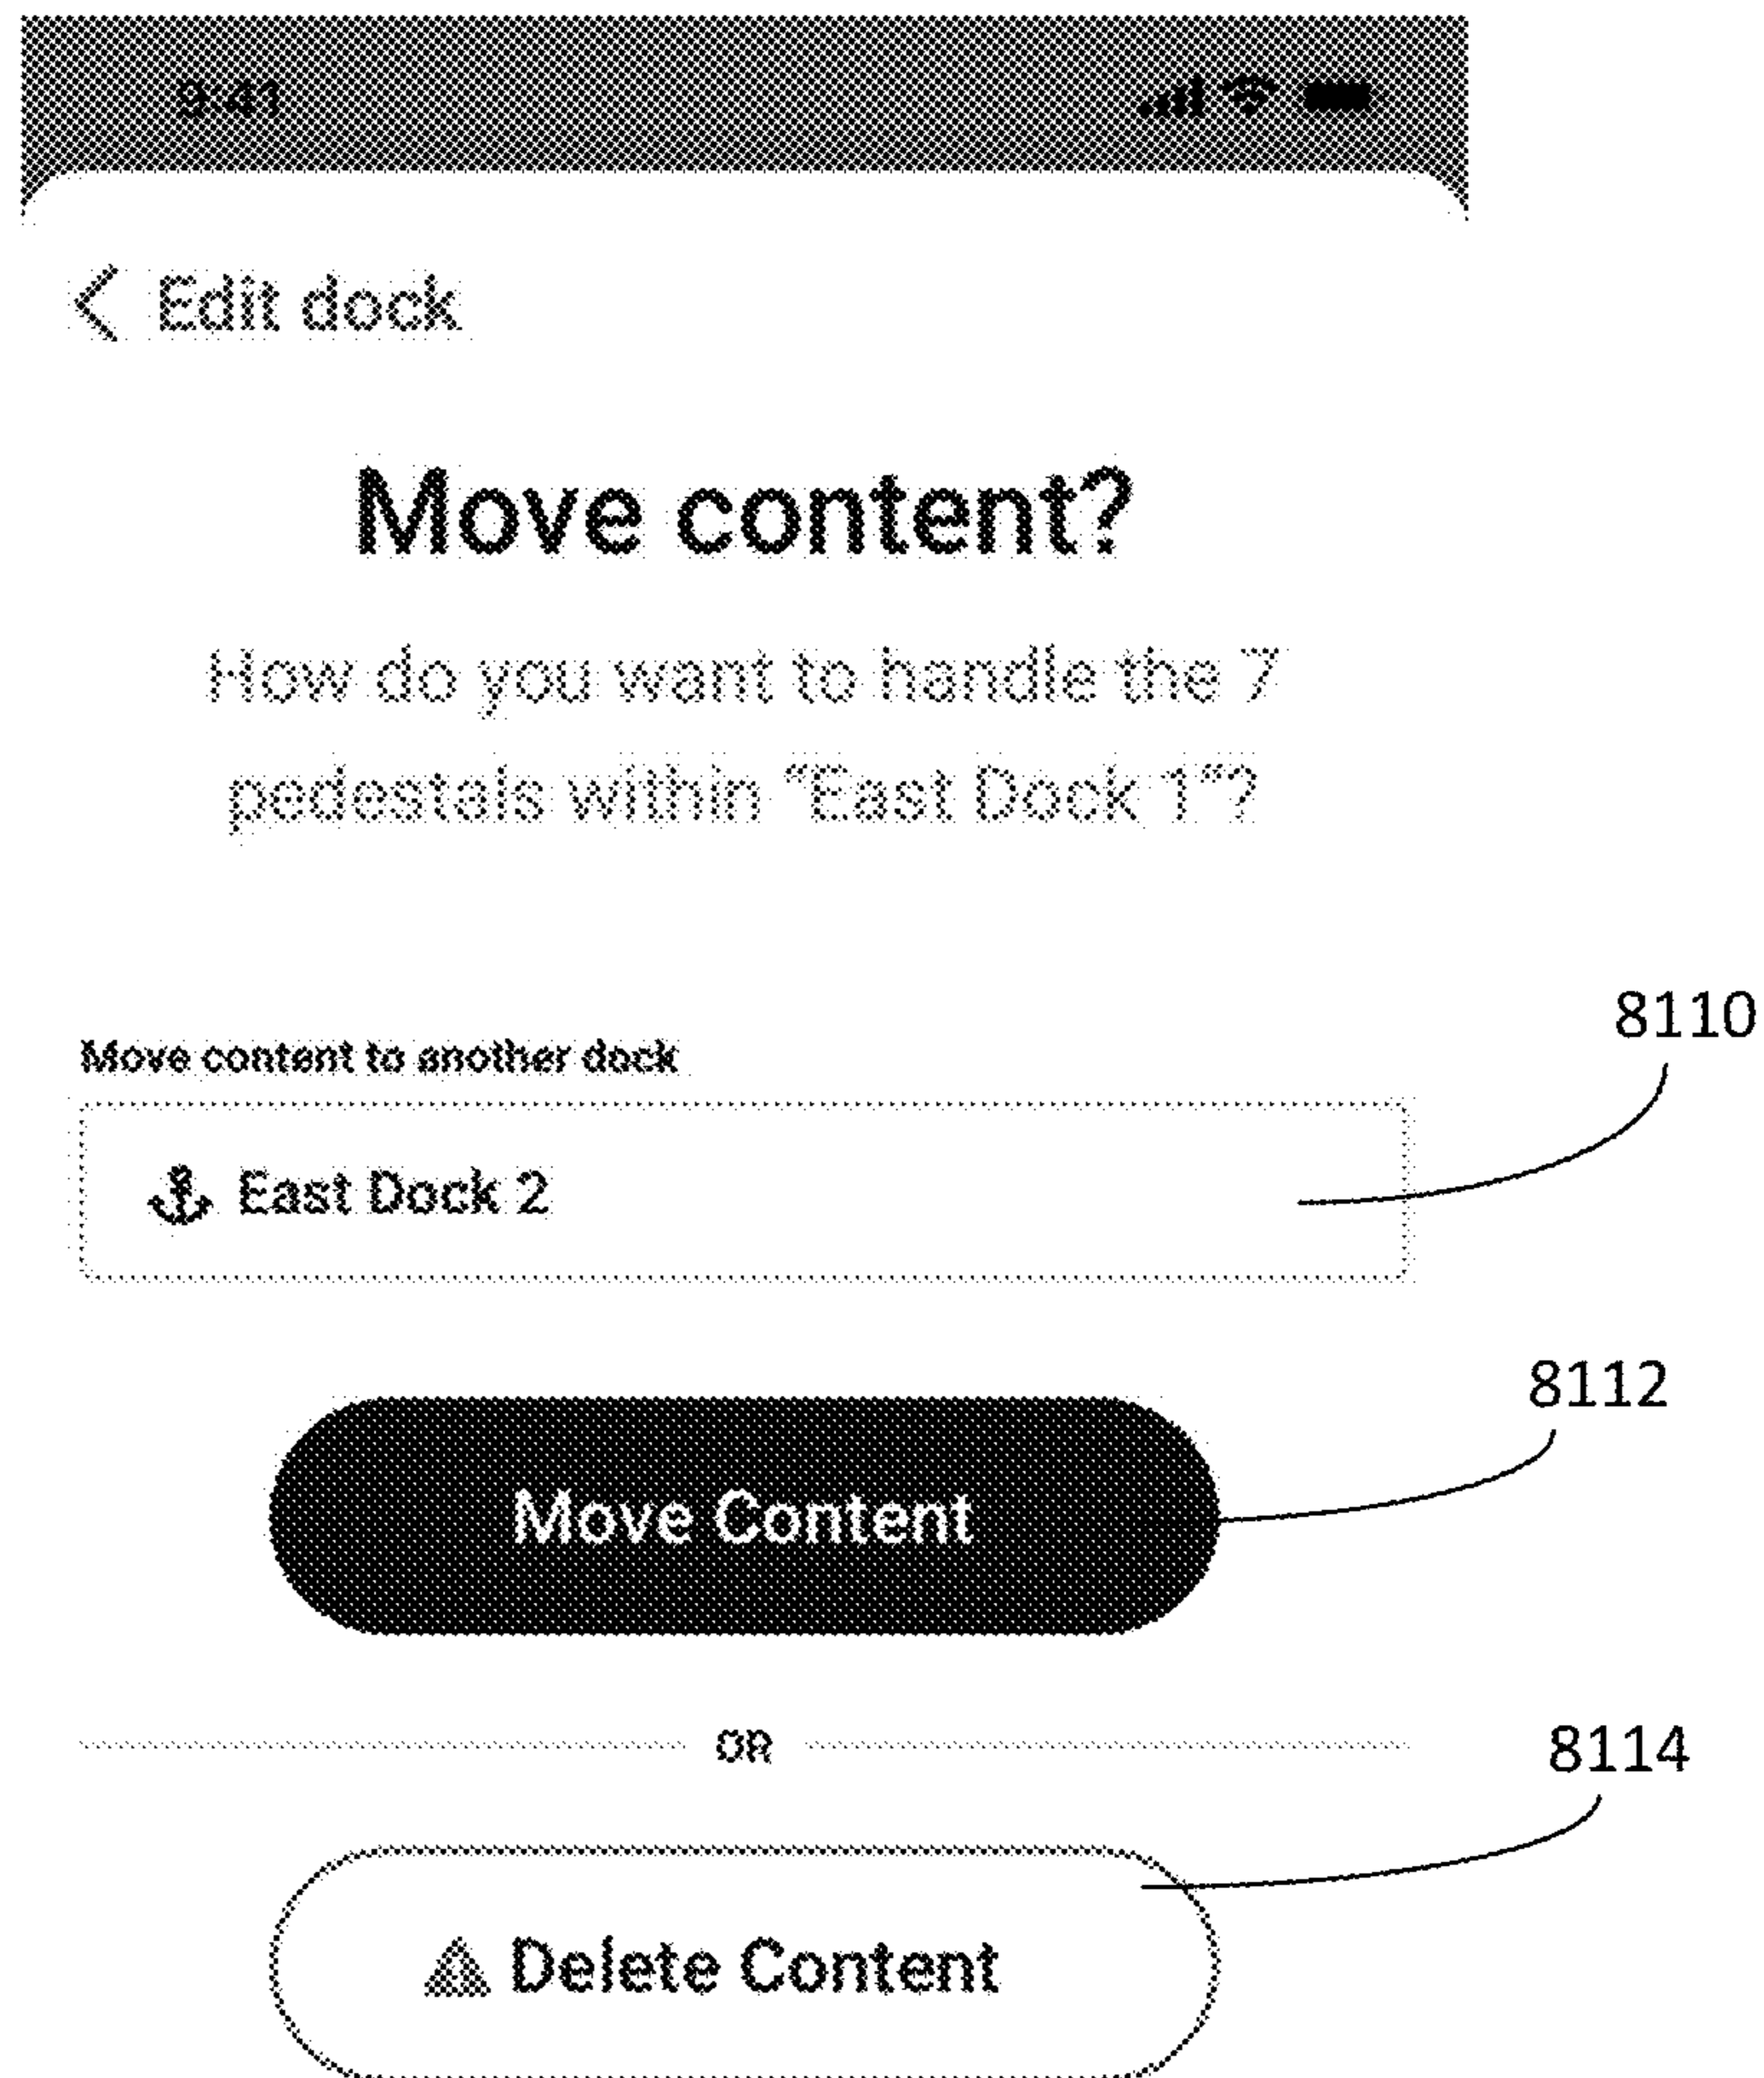 9:41
Edit dock
Move content?
How do you want to handle the 7
pedestals within “East Dock 1”?
8110
Move content to another dock
East Dock 2
8112
Move Content
OR
8114
Delete Content